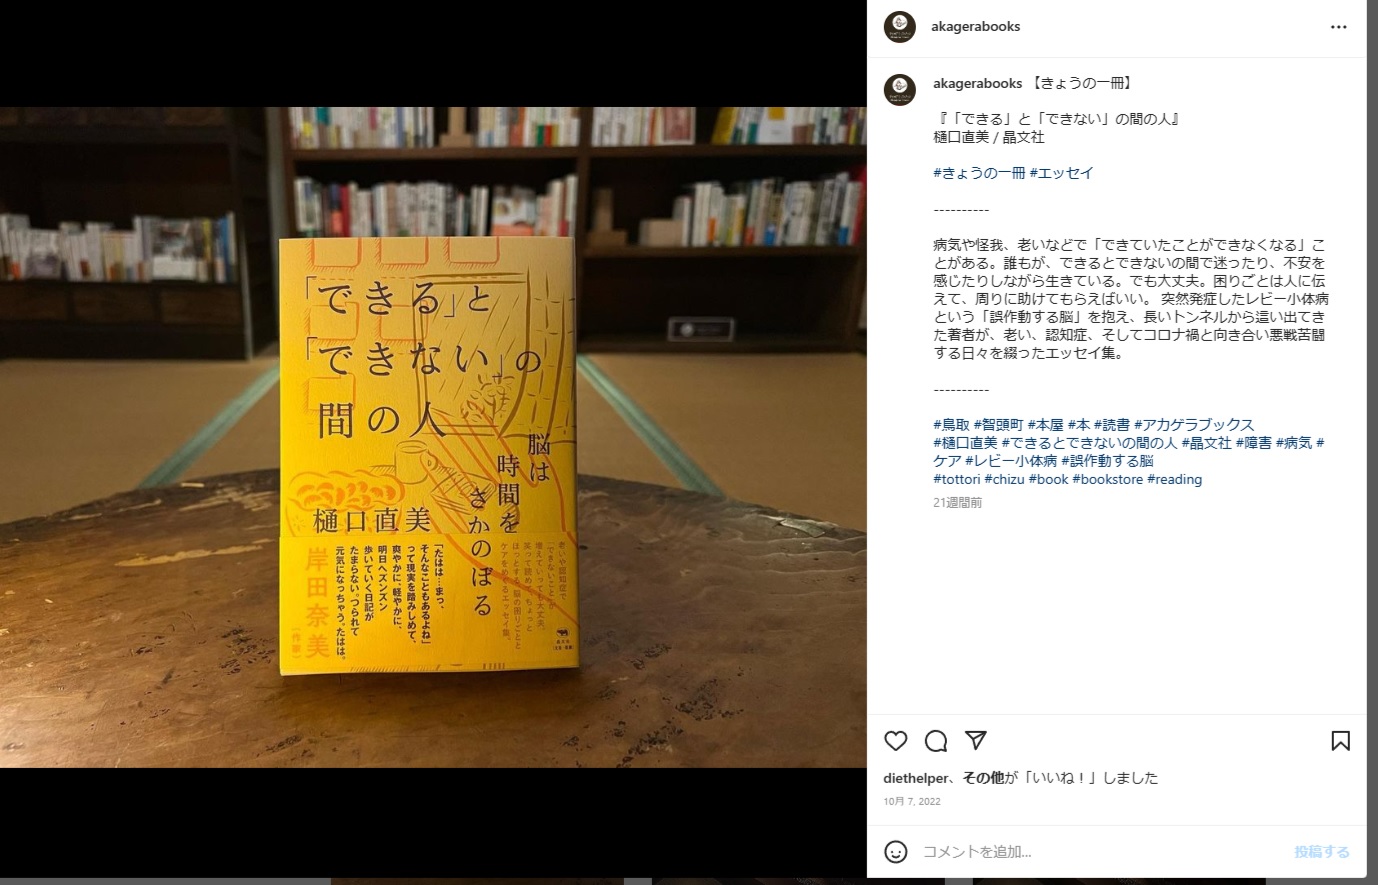 「できる」と
「できない」の
間の人
脳は
時間を
さかのぼる
樋口直美
「たはは…まっ、
そんなこともあるよね」
って現実を踏みしめて、
爽やかに、軽やかに、
明日へズンズン
歩いていく日記が
たまらない。つられて
元気になっちゃう。たはは。
岸田奈美
（作家）
老いや認知症で
「できないこと」が
増えていっても大丈夫。
笑って読めて、ちょっと
ほっとする、脳の困りごとと
ケアをめぐるエッセイ集。
akagerabooks
akagerabooks 【きょうの一冊】
『「できる」と「できない」の間の人』
樋口直美 / 晶文社
#きょうの一冊 #エッセイ
----------
病気や怪我、老いなどで「できていたことができなくなる」こ
とがある。誰もが、できるとできないの間で迷ったり、不安を
感じたりしながら生きている。でも大丈夫。困りごとは人に伝
えて、周りに助けてもらえばいい。 突然発症したレビー小体病
という「誤作動する脳」を抱え、長いトンネルから這い出てき
た著者が、老い、認知症、そしてコロナ禍と向き合い悪戦苦闘
する日々を綴ったエッセイ集。
----------
#鳥取 #智頭町 #本屋 #本 #読書 #アカゲラブックス
#樋口直美 #できるとできないの間の人 #晶文社 #障害 #病気 #
ケア #レビー小体病 #誤作動する脳
#tottori #chizu #book #bookstore #reading
21週間前
diethelper、その他が「いいね！」しました
10月 7, 2022
コメントを追加...
投稿する